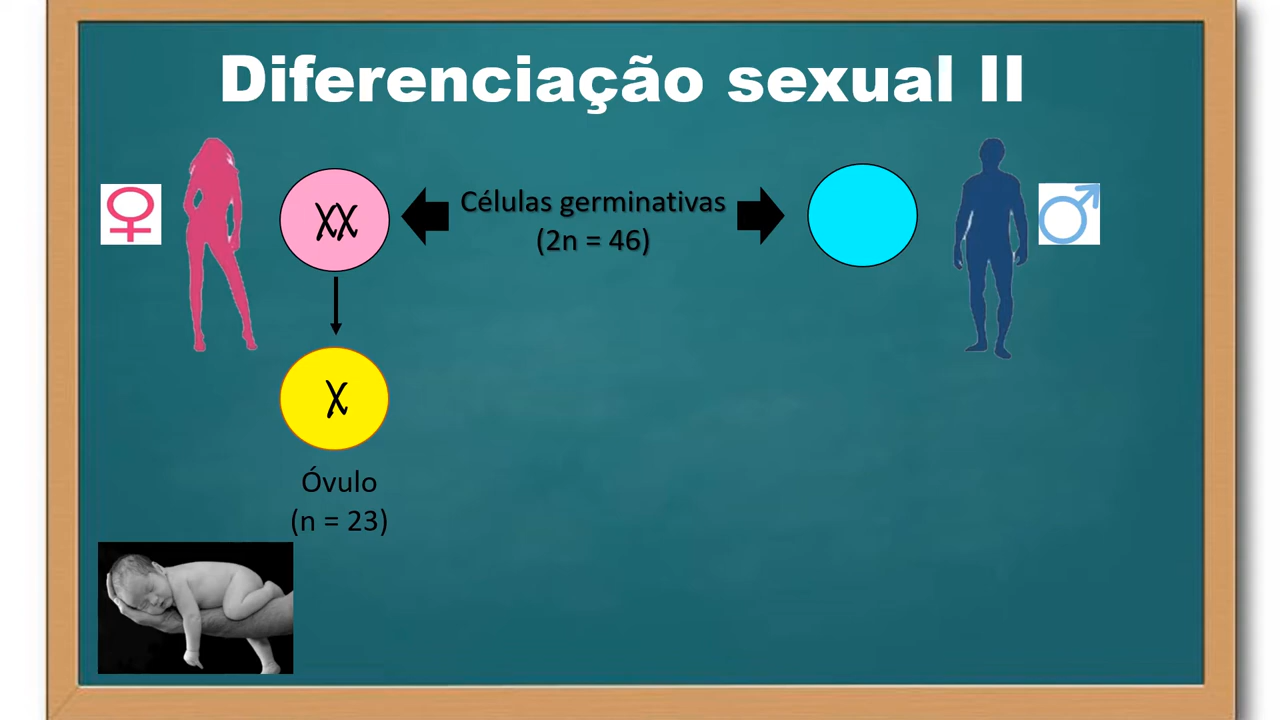 Diferenciação sexual II
XX
Células germinativas
(2n = 46)
X
Óvulo
(n = 23)